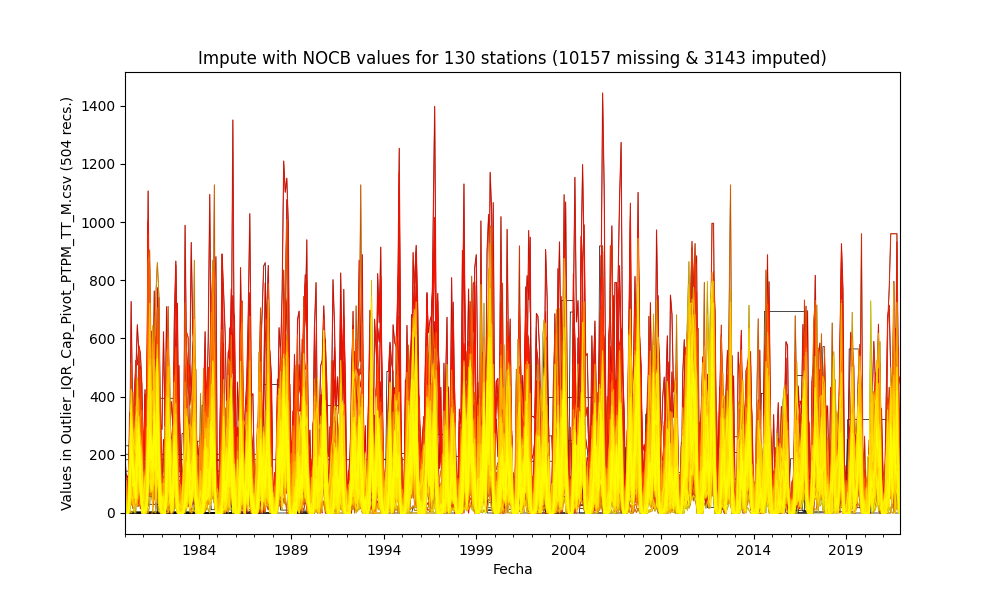 Impute with NOCB values for 130 stations (10157 missing & 3143 imputed)
Values in Outlier_IQR_Cap_Pivot_PTPM_TT_M.csv (504 recs.)
1400
1200
1000
800
600
400
200
0
1984 1989 1994 1999 2004 2009 2014 2019
Fecha